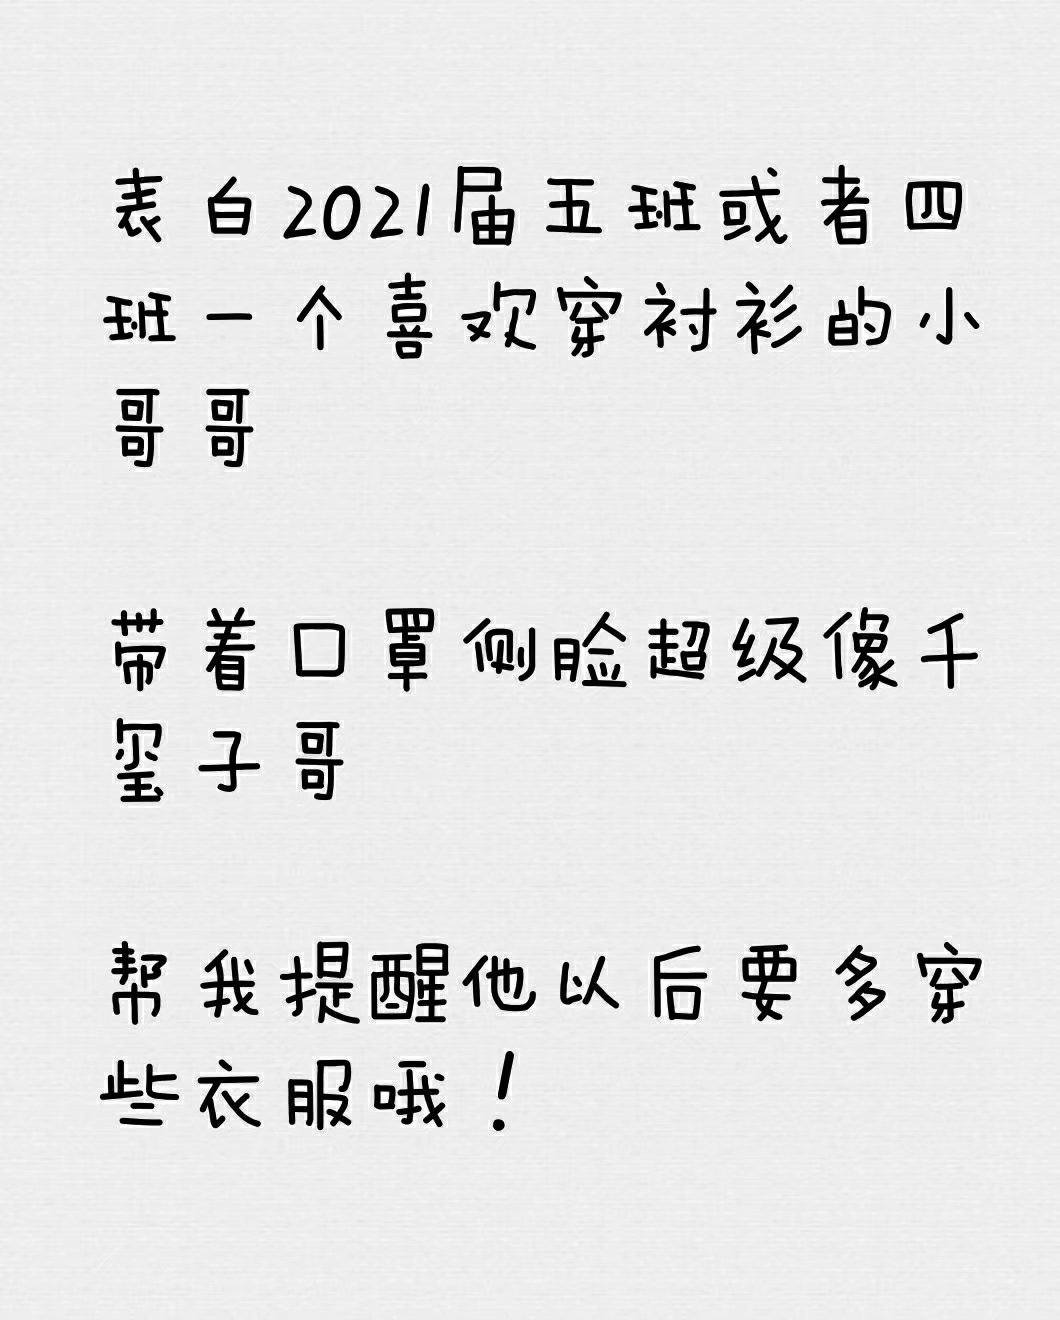 表白2021届五班或者四
班一个喜欢穿衬衫的小
哥哥
带着口罩侧脸超级像千
玺子哥
帮我提醒他以后要多穿
些衣服哦！